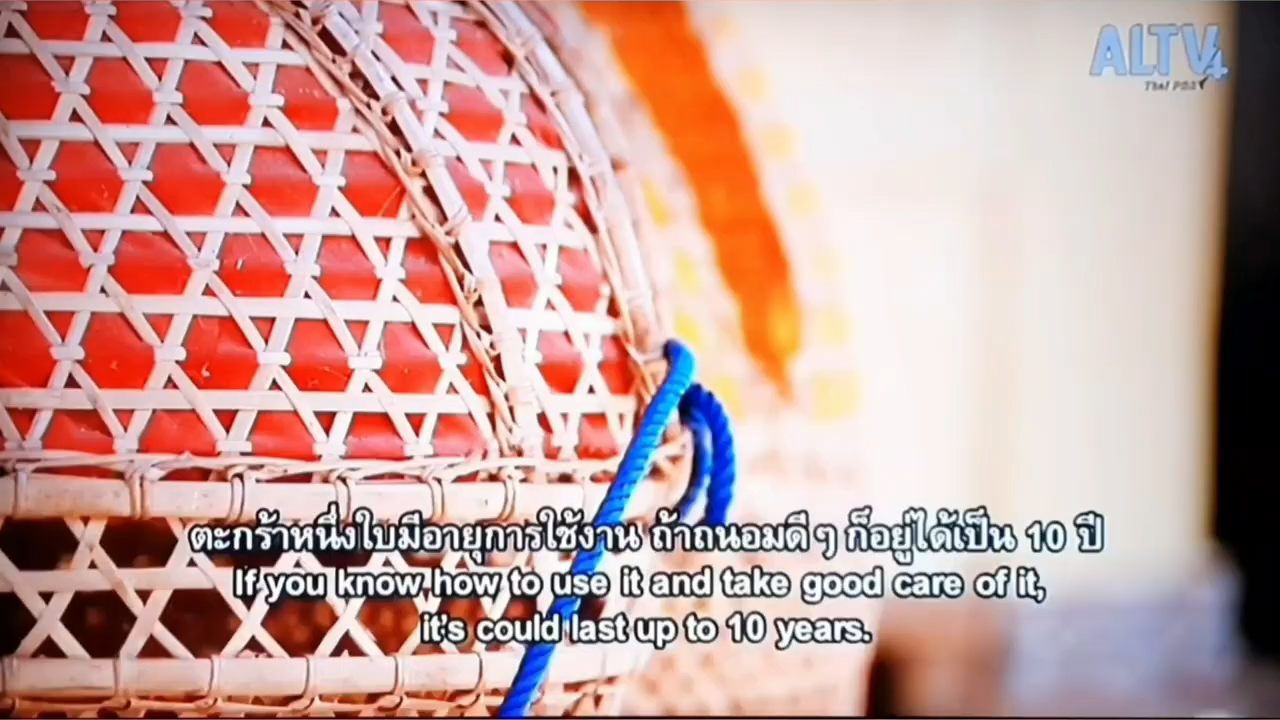 ALTV4
Thai PBS
ตะกร้าหนึ่งใบมีอายุการใช้งาน ถ้าถนอมดี ๆ ก็อยู่ได้เป็น 10 ปี
If you know how to use it and take good care of it,
it's could last up to 10 years.